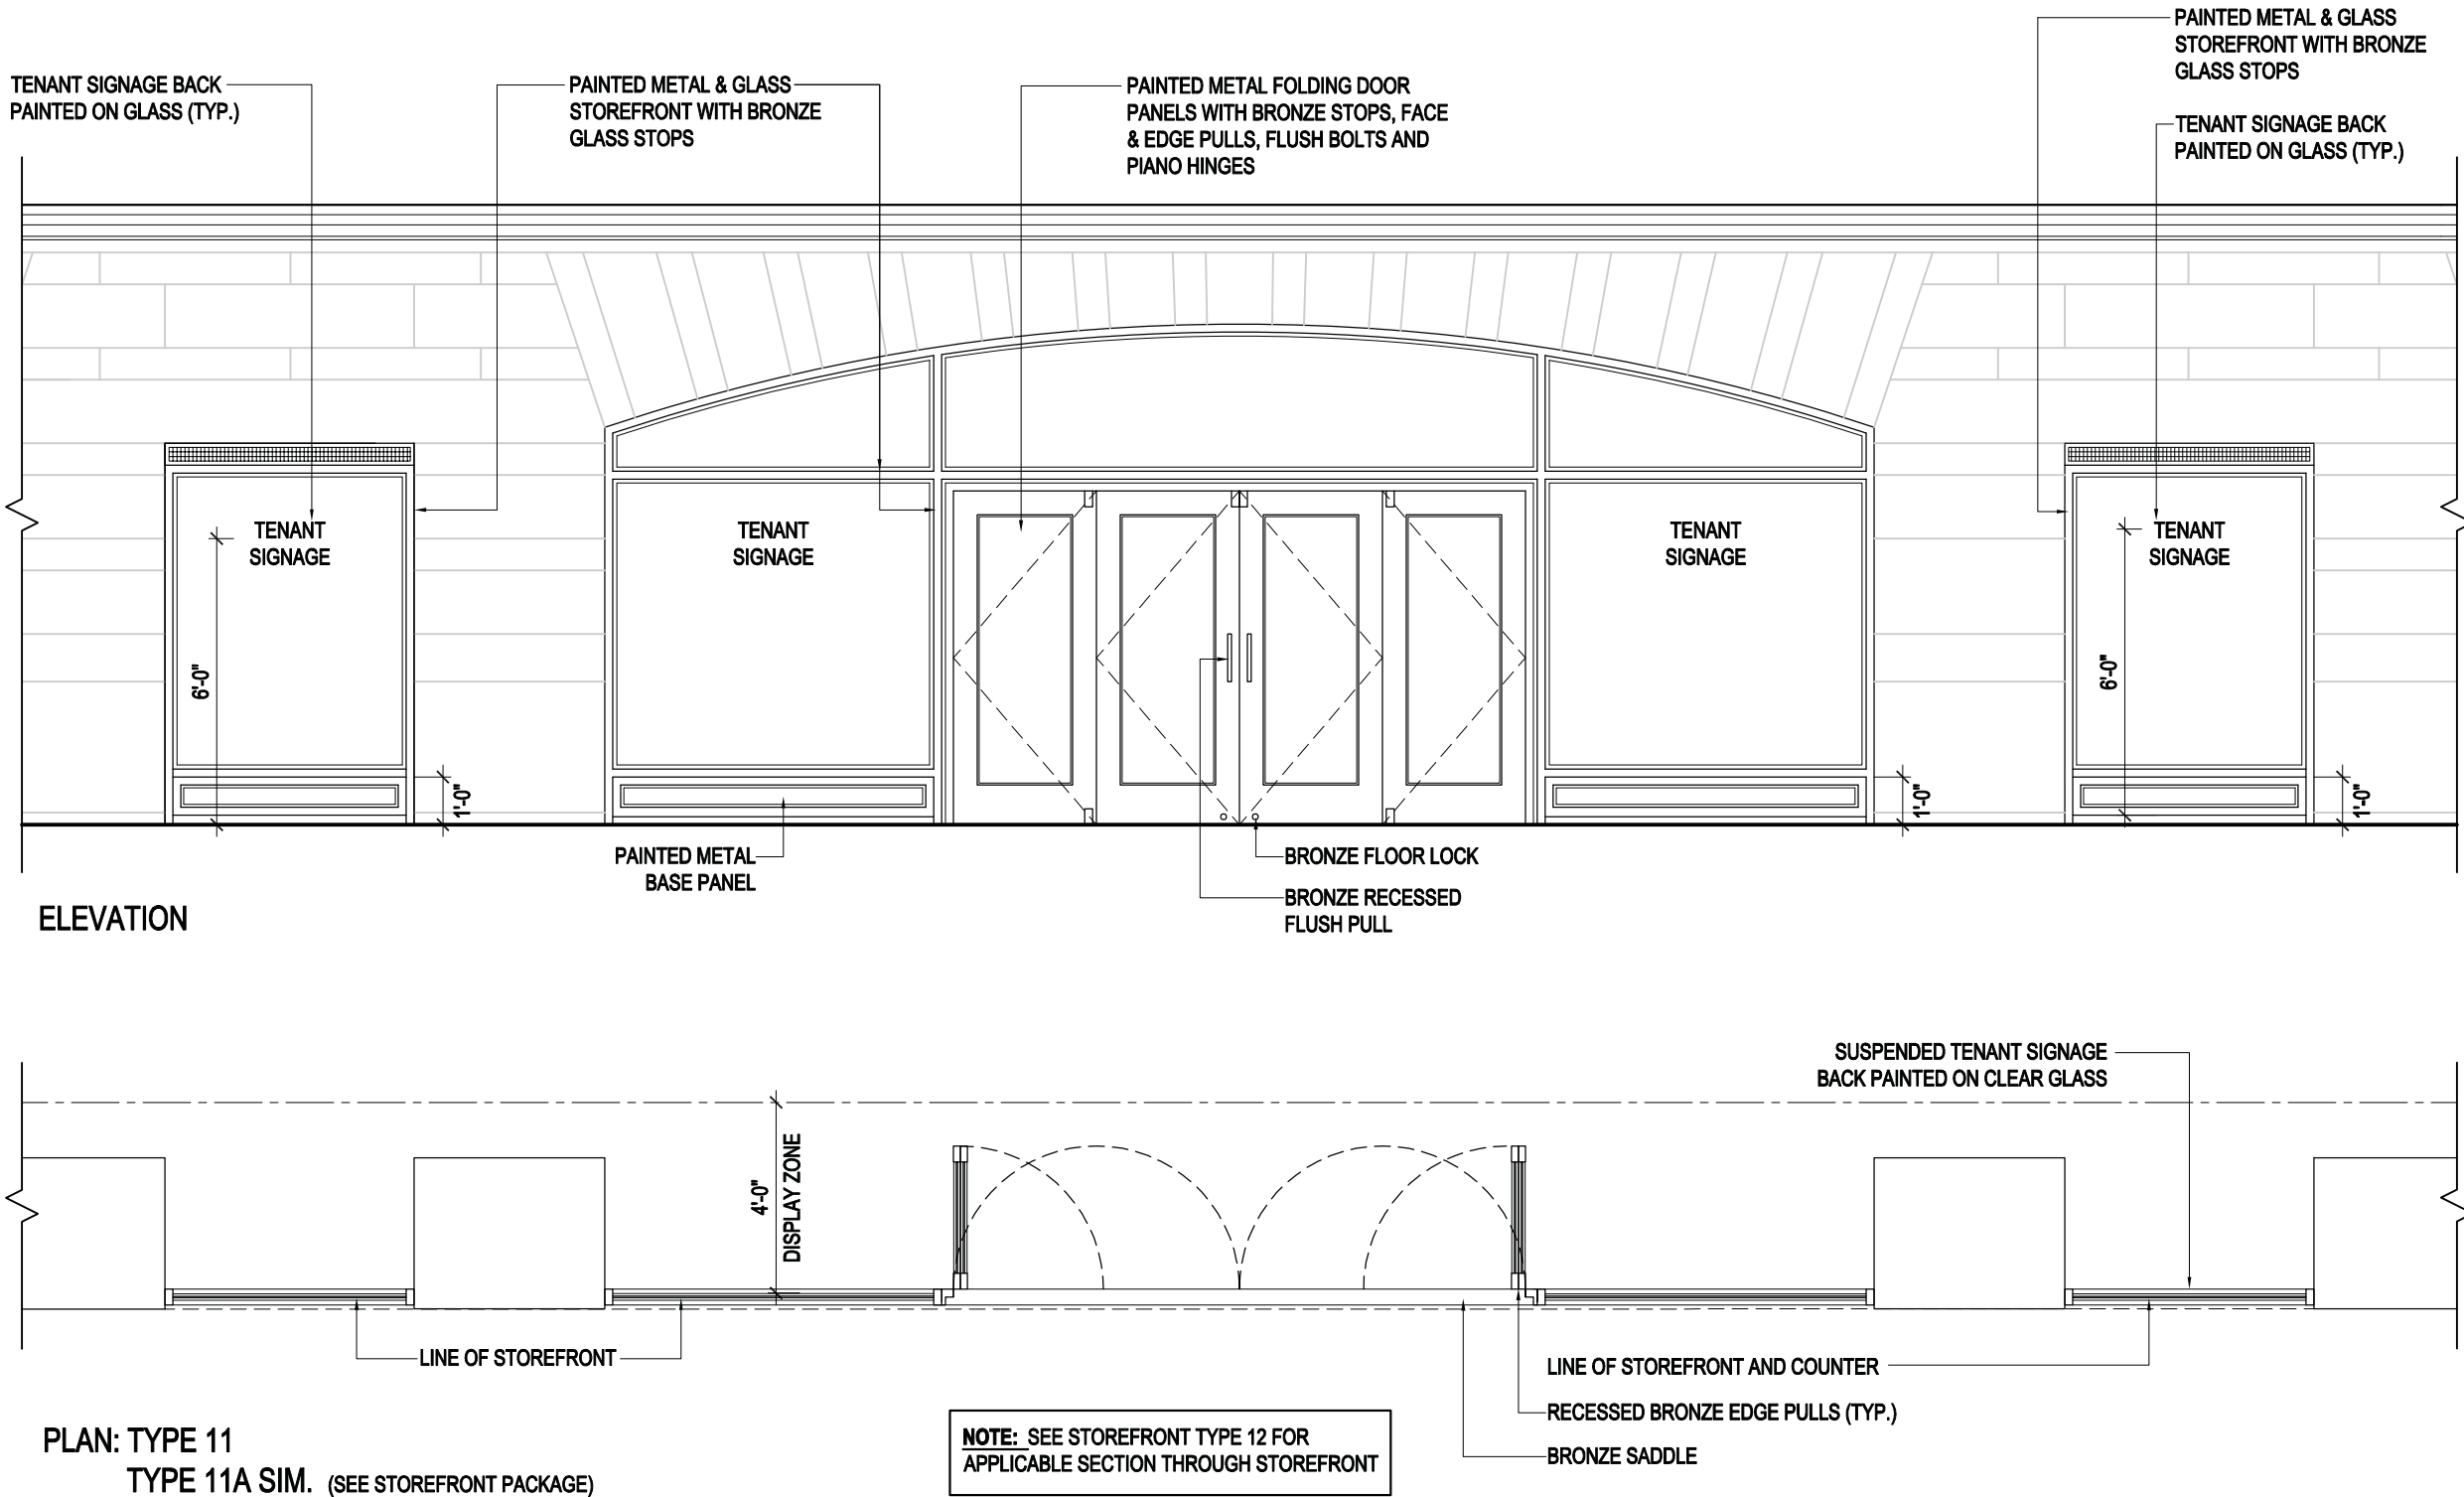 PAINTED METAL & GLASS
STOREFRONT WITH BRONZE
GLASS STOPS
TENANT SIGNAGE BACK
PAINTED ON GLASS (TYP.)
PAINTED METAL & GLASS
STOREFRONT WITH BRONZE
GLASS STOPS
PAINTED METAL FOLDING DOOR
PANELS WITH BRONZE STOPS, FACE
& EDGE PULLS, FLUSH BOLTS AND
PIANO HINGES
TENANT SIGNAGE BACK
PAINTED ON GLASS (TYP.)
TENANT
SIGNAGE
TENANT
SIGNAGE
TENANT
SIGNAGE
TENANT
SIGNAGE
6'-0"
6'-0"
1'-0"
1'-0"
1'-0"
PAINTED METAL
BASE PANEL
BRONZE FLOOR LOCK
BRONZE RECESSED
FLUSH PULL
ELEVATION
SUSPENDED TENANT SIGNAGE
BACK PAINTED ON CLEAR GLASS
4'-0"
DISPLAY ZONE
LINE OF STOREFRONT
LINE OF STOREFRONT AND COUNTER
RECESSED BRONZE EDGE PULLS (TYP.)
BRONZE SADDLE
PLAN: TYPE 11
TYPE 11A SIM. (SEE STOREFRONT PACKAGE)
NOTE: SEE STOREFRONT TYPE 12 FOR
APPLICABLE SECTION THROUGH STOREFRONT